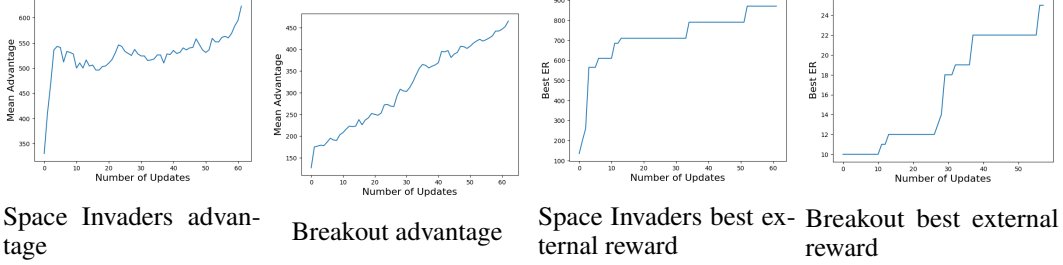 600
550
500
450
400
350
Mean Advantage
0 10 20 30 40 50 60
Number of Updates
Space Invaders advan-
tage
450
400
350
300
250
200
150
Mean Advantage
0 10 20 30 40 50 60
Number of Updates
Breakout advantage
900
800
700
600
500
400
300
200
100
Best ER
0 10 20 30 40 50 60
Number of Updates
Space Invaders best ex-
ternal reward
24
22
20
18
16
14
12
10
Best ER
0 10 20 30 40 50
Number of Updates
Breakout best external
reward